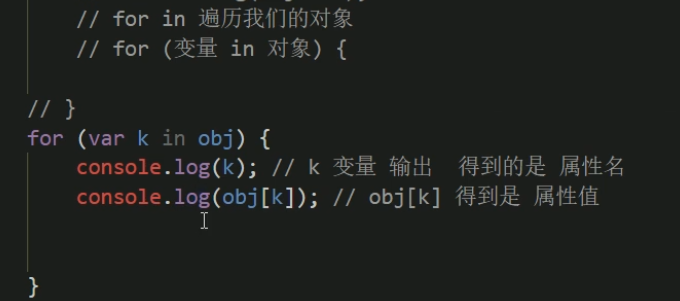 // for in 遍历我们的对象
// for (变量 in 对象) {
// }
for (var k in obj) {
console.log(k); // k 变量 输出 得到的是 属性名
console.log(obj[k]); // obj[k] 得到是 属性值
}